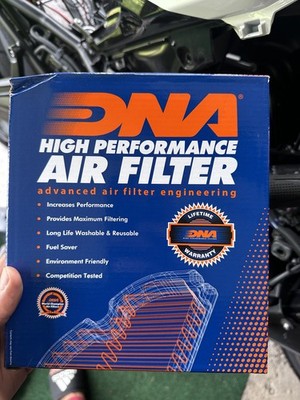 DNA®
HIGH PERFORMANCE
AIR FILTER
advanced air filter engineering
• Increases Performance
• Provides Maximum Filtering
• Long Life Washable & Reusable
• Fuel Saver
• Environment Friendly
• Competition Tested
LIFETIME
DNA
WARRANTY